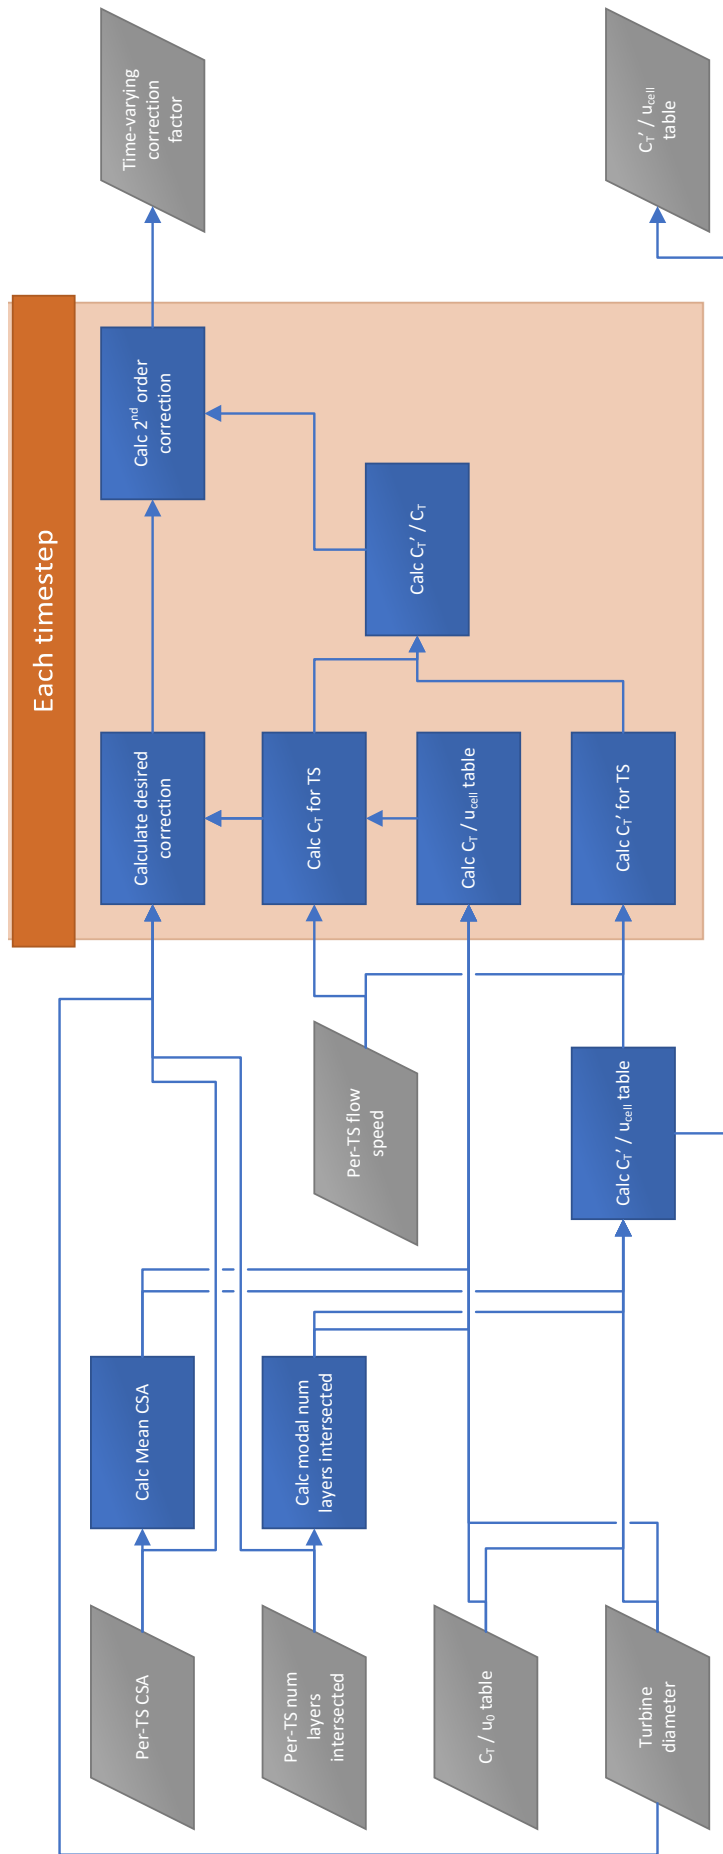 Each timestep
Per-TS CSA
Calc Mean CSA
Calculate desired
correction
Calc 2nd order
correction
Time-varying
correction
factor
Per-TS num
layers
intersected
Calc modal num
layers intersected
Per-TS flow
speed
Calc CT for TS
Calc CT' / CT
CT / u0 table
Calc CT / ucell table
Turbine
diameter
Calc CT' / ucell table
Calc CT' for TS
CT' / ucell
table